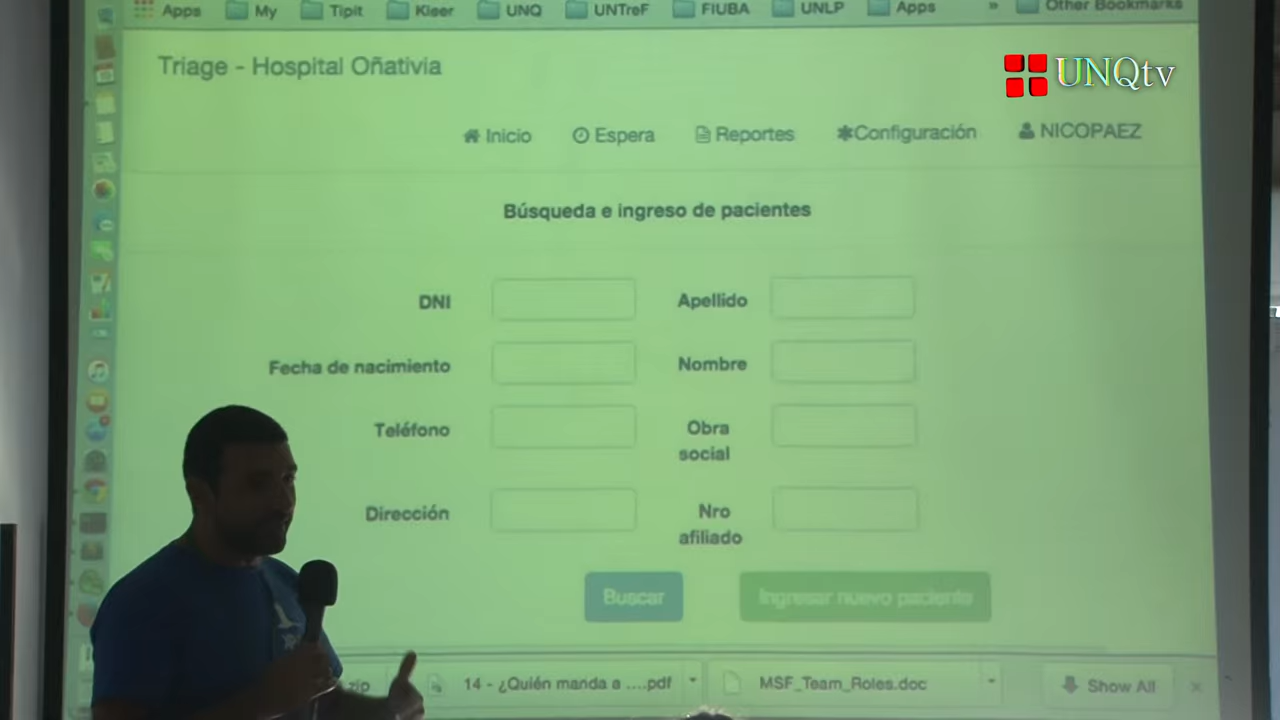 Apps My Tipit Kleer UNQ UNTreF FIUBA UNLP Apps » Other Bookmarks
Triage - Hospital Oñativia
UNQtv
Inicio Espera Reportes Configuración NICOPAEZ
Búsqueda e ingreso de pacientes
DNI Apellido
Fecha de nacimiento Nombre
Teléfono Obra social
Dirección Nro afiliado
Buscar Ingresar nuevo paciente
zip 14 - ¿Quién manda a ....pdf MSF_Team_Roles.doc Show All